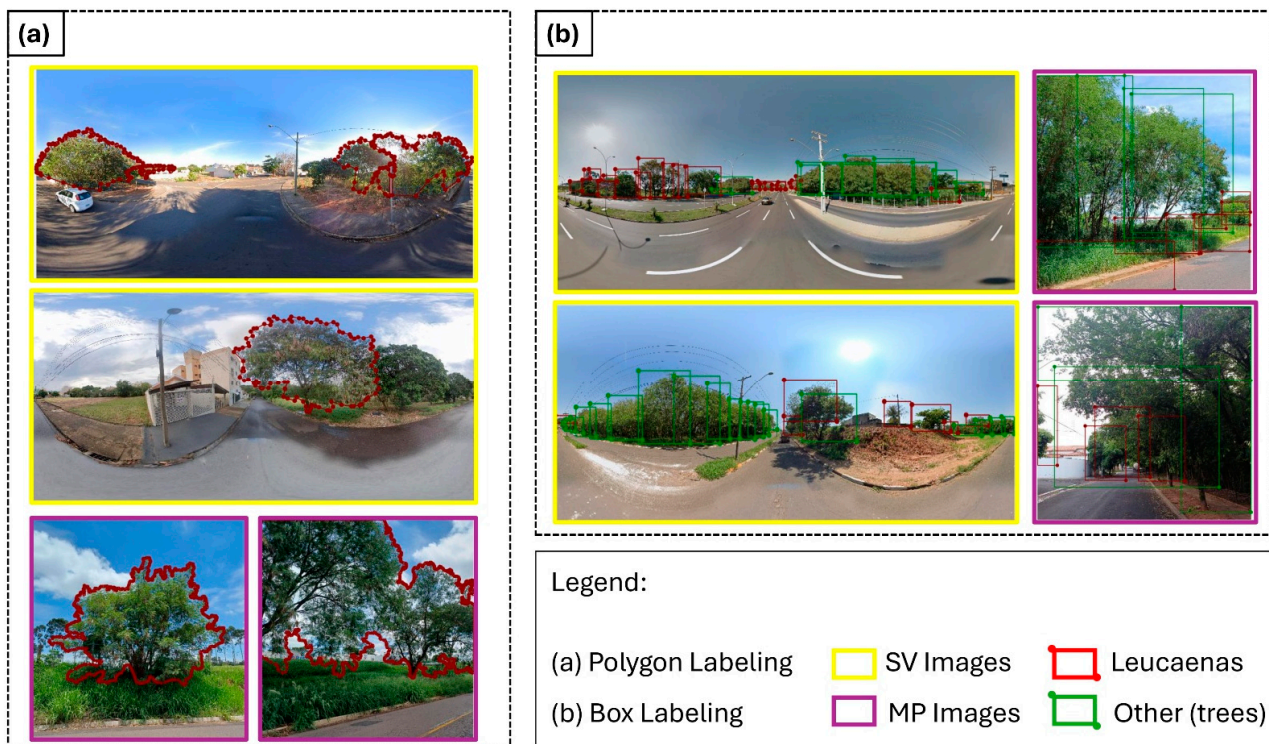 (a)
(b)
Legend:
(a) Polygon Labeling
SV Images
Leucaenas
(b) Box Labeling
MP Images
Other (trees)